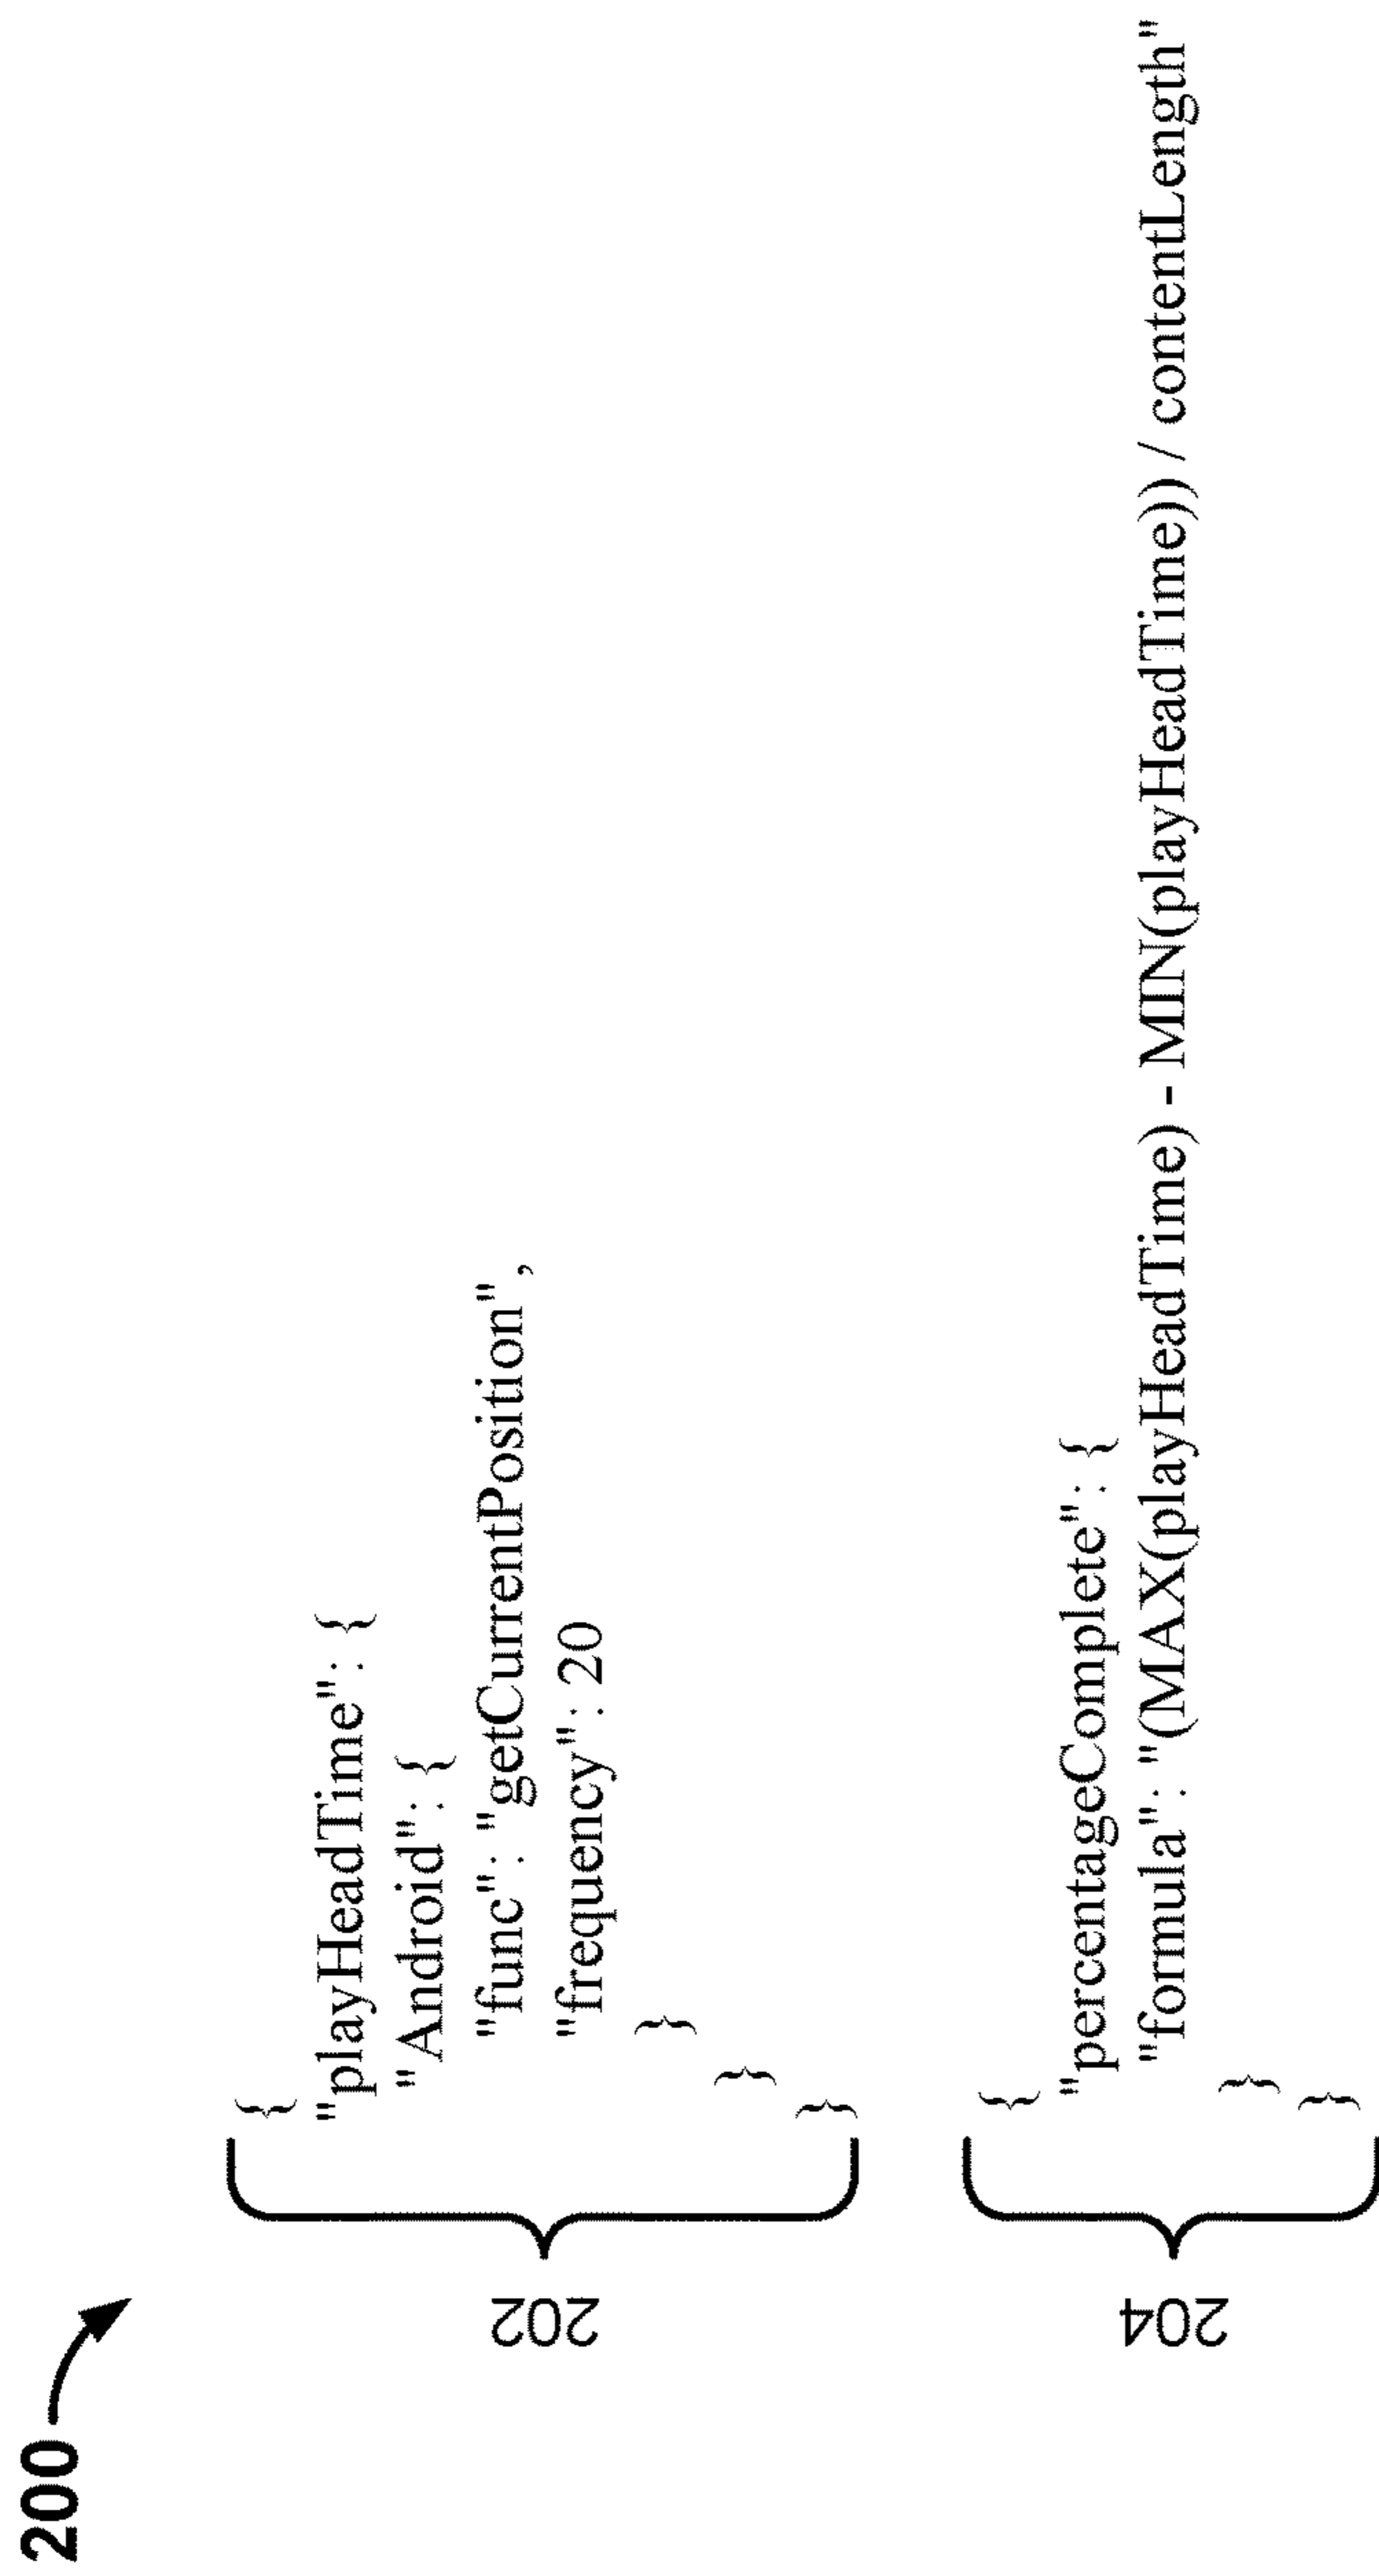 200
202
{
"playHeadTime": {
"Android": {
"func": "getCurrentPosition",
"frequency": 20
}
}
}
204
{
"percentageComplete": {
"formula": "(MAX(playHeadTime) - MIN(playHeadTime)) / contentLength"
}
}